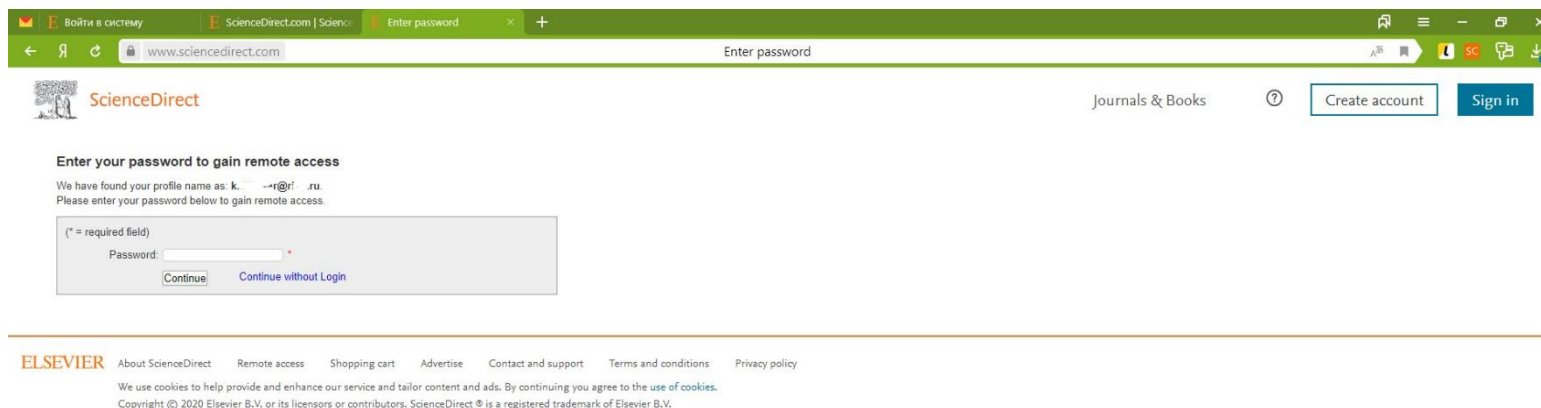 Войти в систему ScienceDirect.com | Science Enter password
www.sciencedirect.com Enter password
ScienceDirect Journals & Books Create account Sign in
Enter your password to gain remote access
We have found your profile name as:
Please enter your password below to gain remote access.
(* = required field)
Password: *
Continue Continue without Login
ELSEVIER About ScienceDirect Remote access Shopping cart Advertise Contact and support Terms and conditions Privacy policy
We use cookies to help provide and enhance our service and tailor content and ads. By continuing you agree to the use of cookies.
Copyright © 2020 Elsevier B.V. or its licensors or contributors. ScienceDirect ® is a registered trademark of Elsevier B.V.